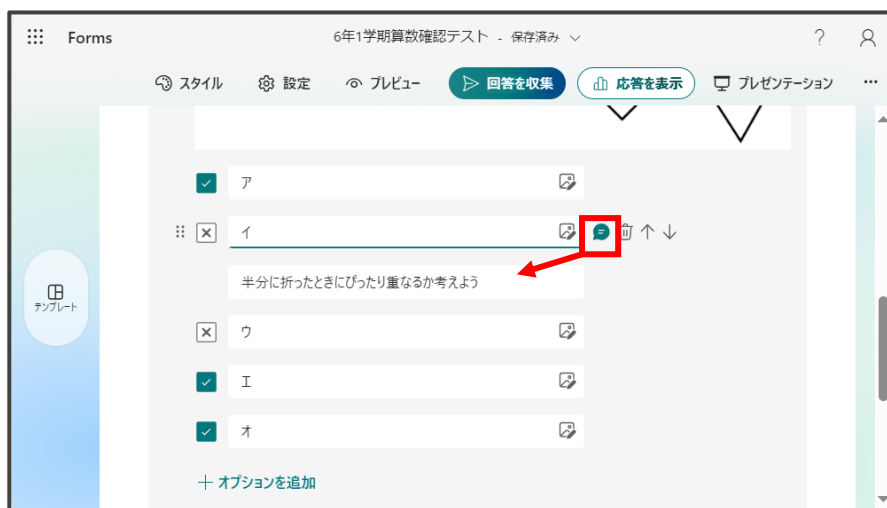 Forms
6年1学期算数確認テスト - 保存済み
?
スタイル 設定 プレビュー 回答を収集 応答を表示 プレゼンテーション ...
ア
イ
半分に折ったときにぴったり重なるか考えよう
テンプレート
ウ
エ
オ
+ オプションを追加